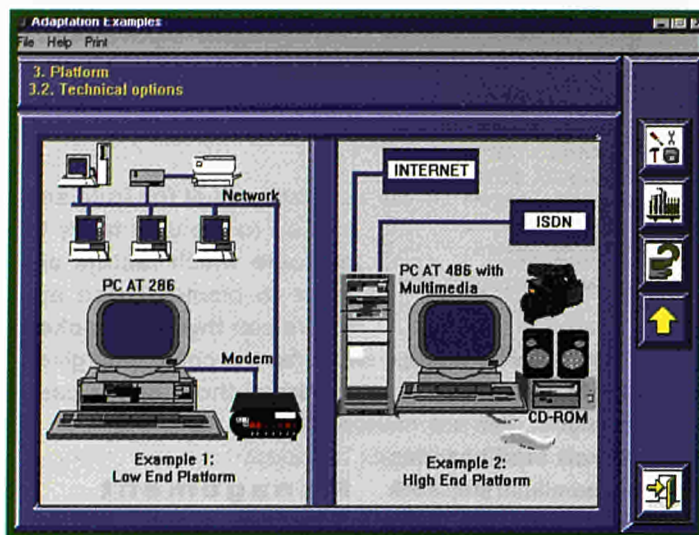 Adaptation Examples
File Help Print
3. Platform
3.2. Technical options
Network
PC AT 286
Modem
Example 1:
Low End Platform
INTERNET
ISDN
PC AT 486 with
Multimedia
CD-ROM
Example 2:
High End Platform